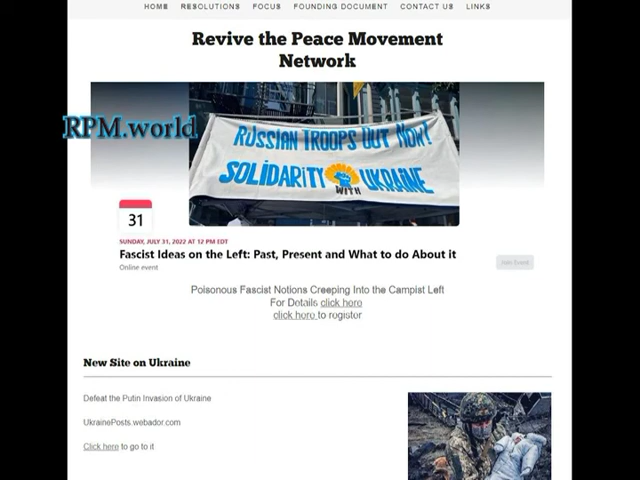 HOME RESOLUTIONS FOCUS FOUNDING DOCUMENT CONTACT US LINKS
Revive the Peace Movement
Network
RPM.world
RUSSIAN TROOPS OUT NOW!
SOLIDARITY WITH UKRAINE
31
SUNDAY, JULY 31, 2022 AT 12 PM EDT
Fascist Ideas on the Left: Past, Present and What to do About it
Online event
Join Event
Poisonous Fascist Notions Creeping Into the Campist Left
For Details click here
click here to register
New Site on Ukraine
Defeat the Putin Invasion of Ukraine
UkrainePosts.webador.com
Click here to go to it